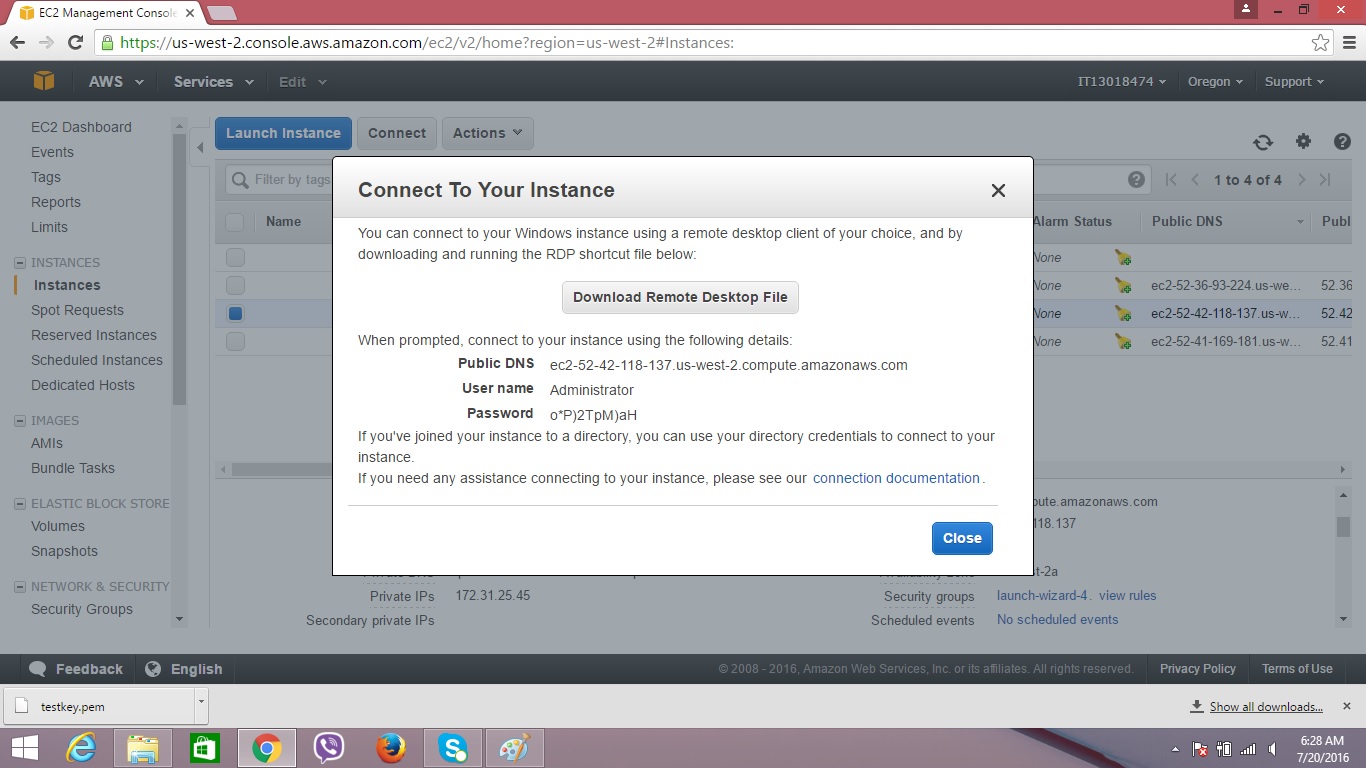 EC2 Management Console
https://us-west-2.console.aws.amazon.com/ec2/v2/home?region=us-west-2#Instances:
AWS Services Edit IT13018474 Oregon Support
EC2 Dashboard
Events
Tags
Reports
Limits
INSTANCES
Instances
Spot Requests
Reserved Instances
Scheduled Instances
Dedicated Hosts
IMAGES
AMIs
Bundle Tasks
ELASTIC BLOCK STORE
Volumes
Snapshots
NETWORK & SECURITY
Security Groups
Launch Instance Connect Actions
Filter by tags 1 to 4 of 4
Name Alarm Status Public DNS Publ
None
None ec2-52-36-93-224.us-we... 52.36
None ec2-52-42-118-137.us-w... 52.42
None ec2-52-41-169-181.us-w... 52.41
Connect To Your Instance
You can connect to your Windows instance using a remote desktop client of your choice, and by
downloading and running the RDP shortcut file below:
Download Remote Desktop File
When prompted, connect to your instance using the following details:
Public DNS ec2-52-42-118-137.us-west-2.compute.amazonaws.com
User name Administrator
Password o*P)2TpM)aH
If you've joined your instance to a directory, you can use your directory credentials to connect to your
instance.
If you need any assistance connecting to your instance, please see our connection documentation.
Close
ute.amazonaws.com
118.137
t-2a
Private IPs 172.31.25.45 Security groups launch-wizard-4. view rules
Secondary private IPs Scheduled events No scheduled events
Feedback English © 2008 - 2016, Amazon Web Services, Inc. or its affiliates. All rights reserved. Privacy Policy Terms of Use
testkey.pem Show all downloads...
6:28 AM
7/20/2016